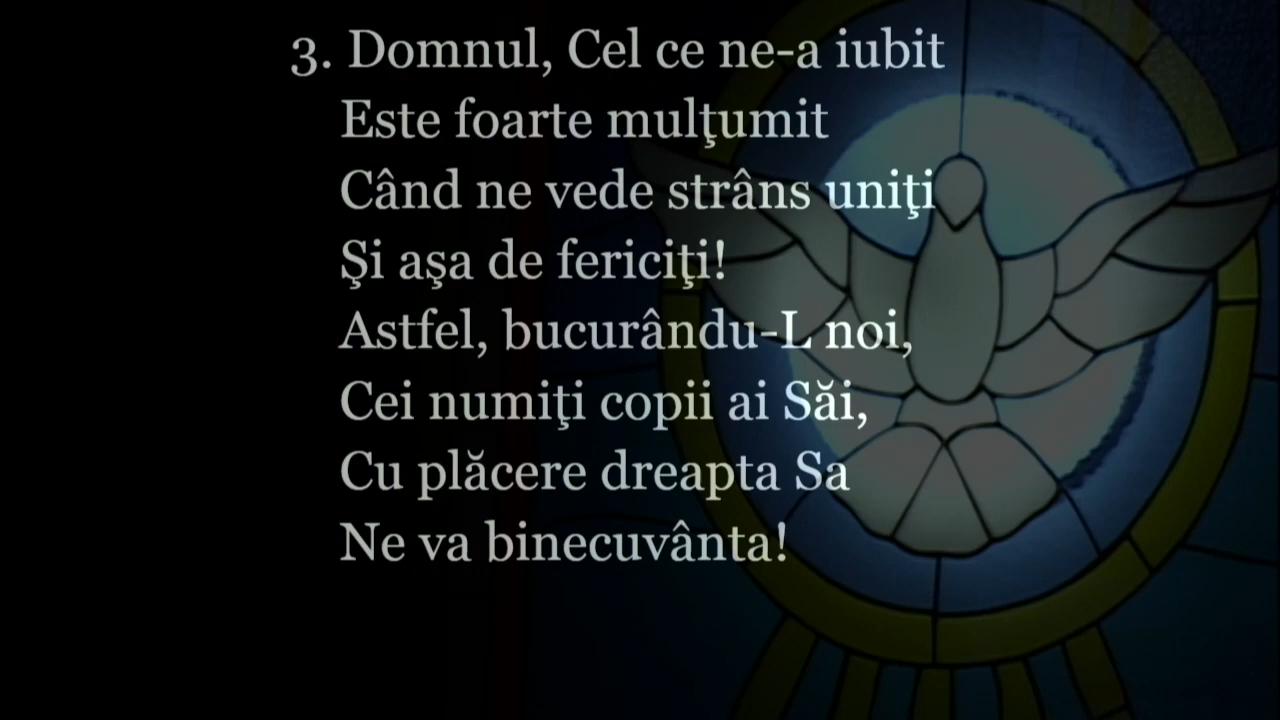 3. Domnul, Cel ce ne-a iubit
Este foarte mulţumit
Când ne vede strâns uniţi
Şi aşa de fericiţi!
Astfel, bucurându-L noi,
Cei numiţi copii ai Săi,
Cu plăcere dreapta Sa
Ne va binecuvânta!